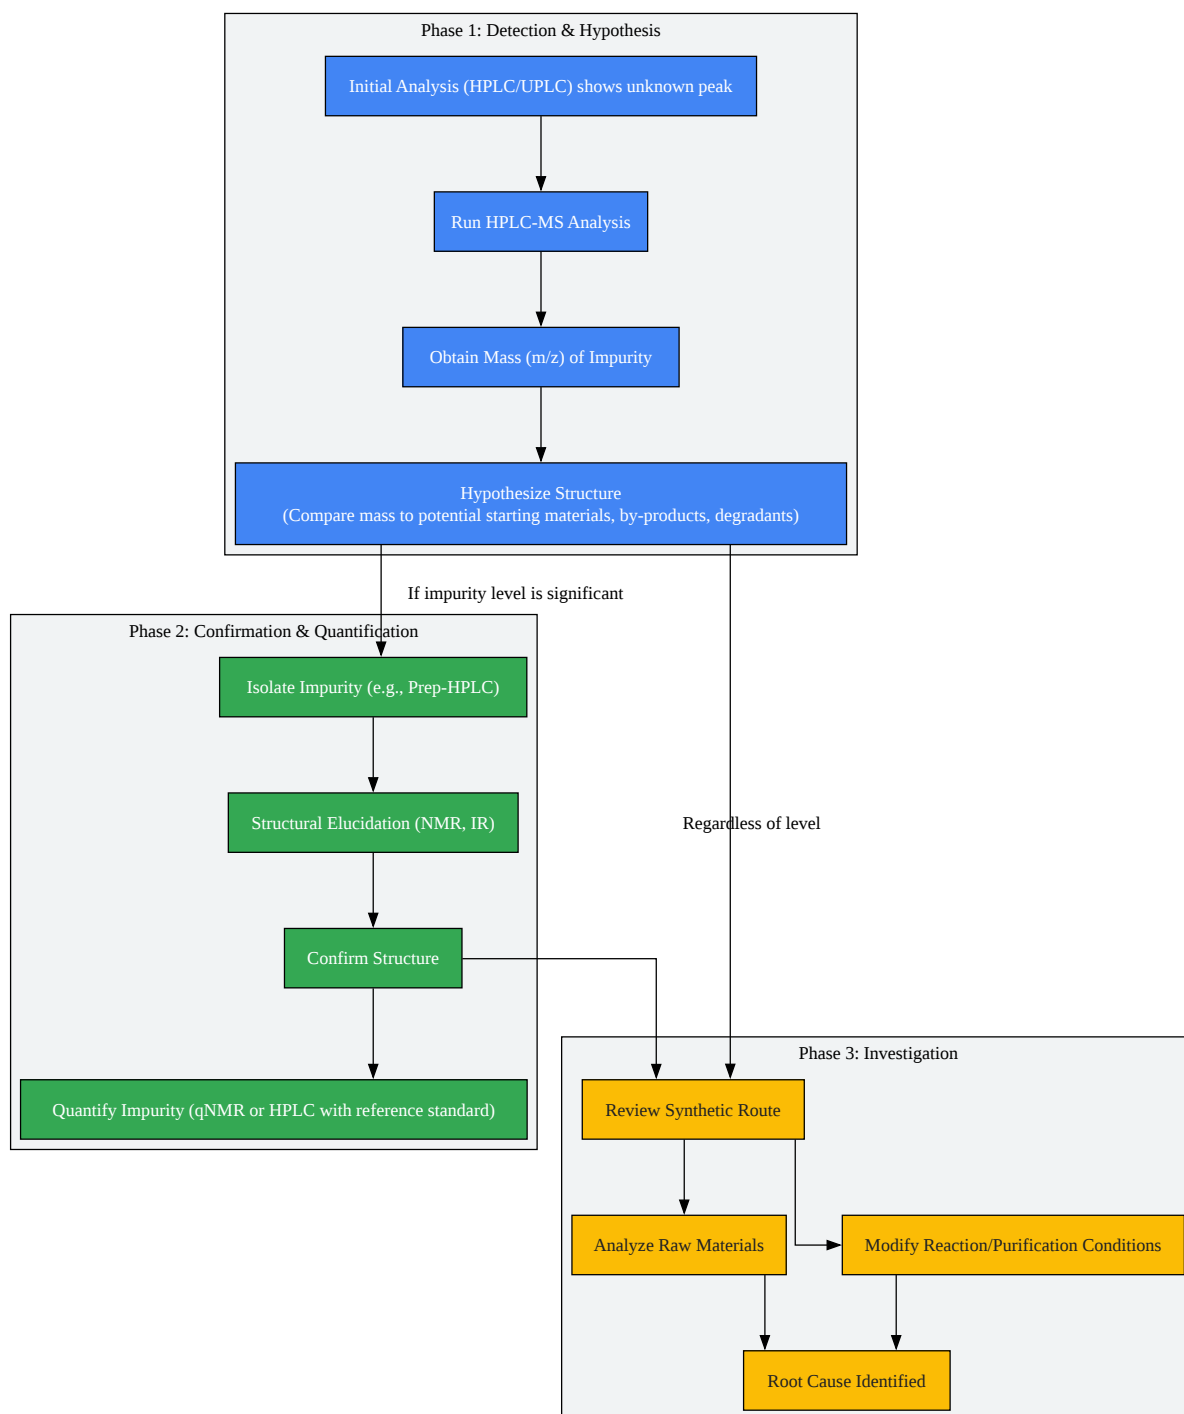 Phase 1: Detection & Hypothesis
Initial Analysis (HPLC/UPLC) shows unknown peak
Run HPLC-MS Analysis
Obtain Mass (m/z) of Impurity
Hypothesize Structure
(Compare mass to potential starting materials, by-products, degradants)
If impurity level is significant
Phase 2: Confirmation & Quantification
Isolate Impurity (e.g., Prep-HPLC)
Structural Elucidation (NMR, IR)
Regardless of level
Confirm Structure
Quantify Impurity (qNMR or HPLC with reference standard)
Phase 3: Investigation
Review Synthetic Route
Analyze Raw Materials
Modify Reaction/Purification Conditions
Root Cause Identified